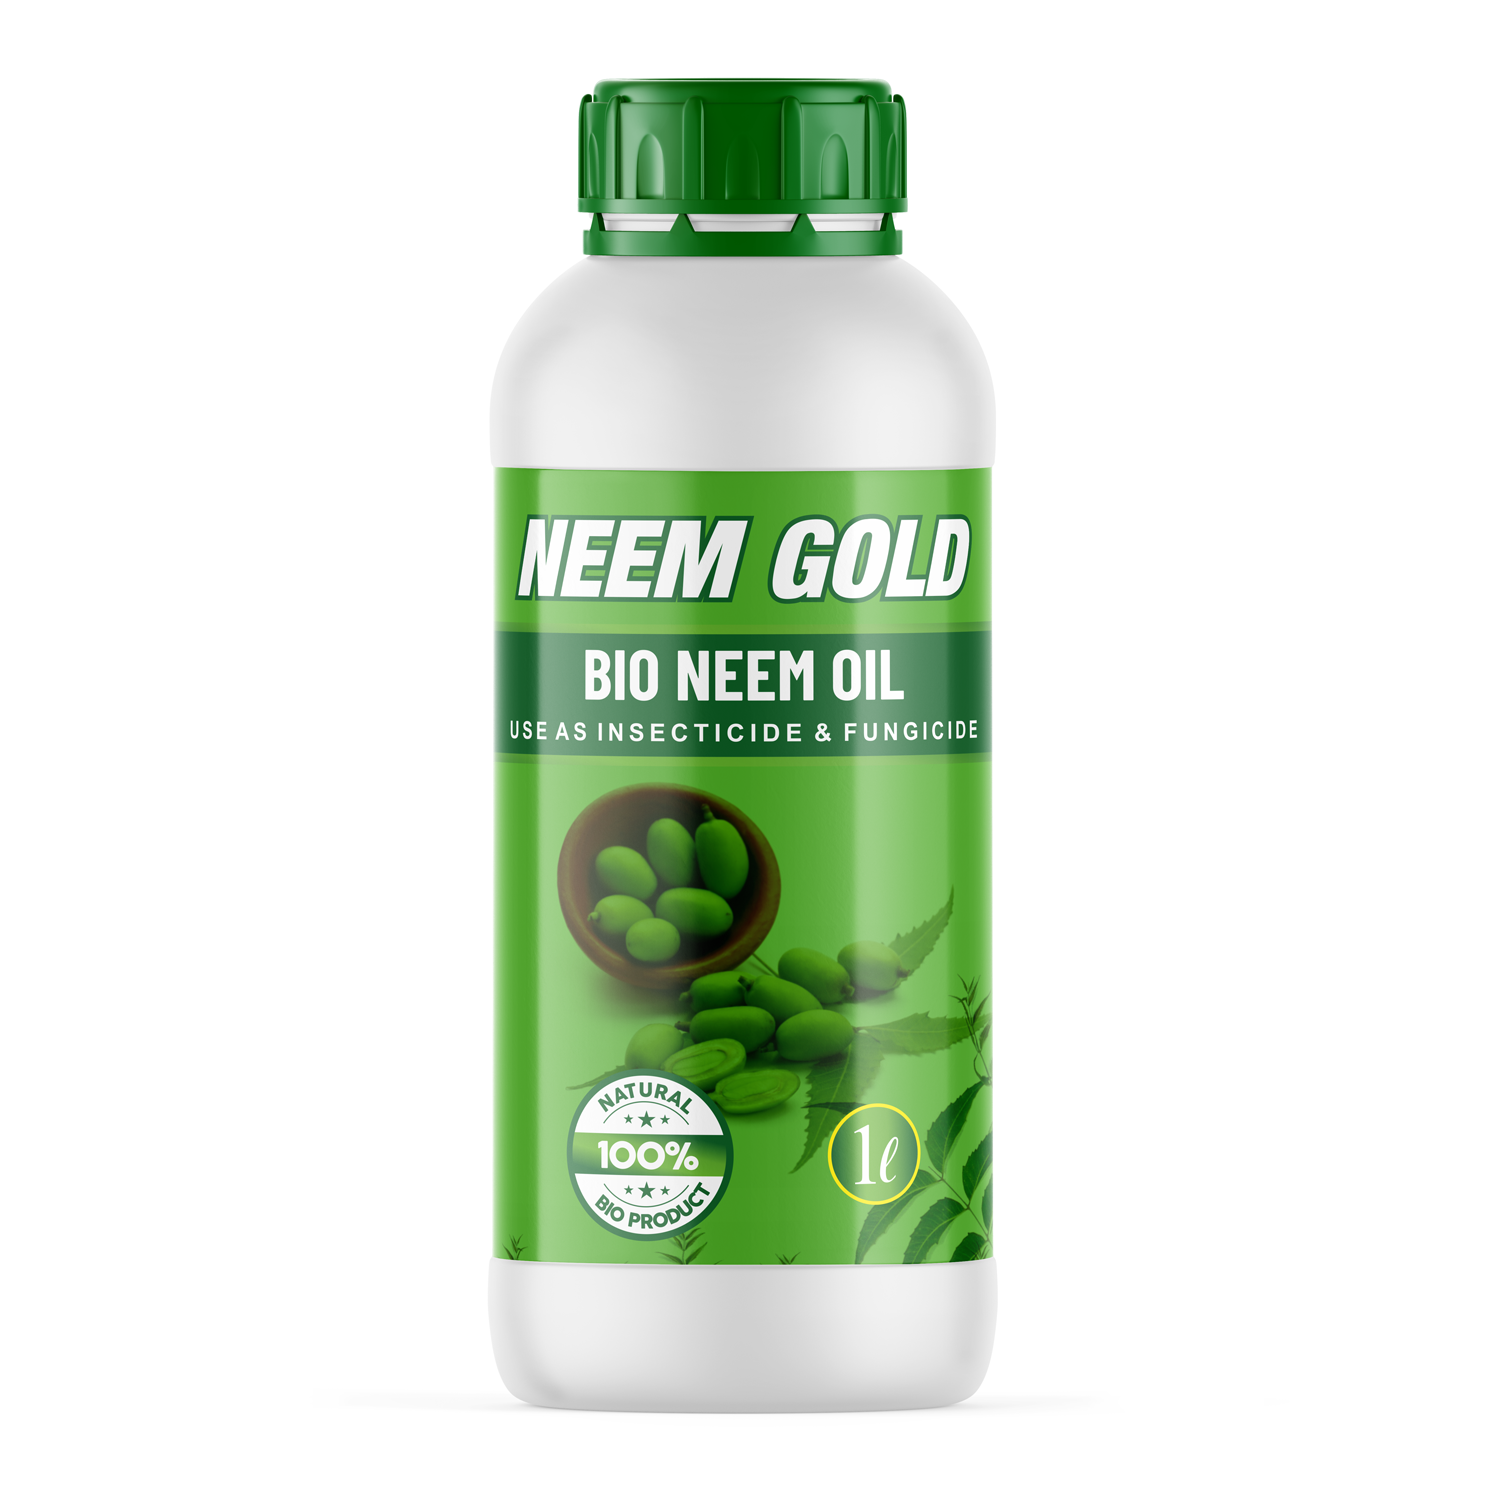 NEEM GOLD
BIO NEEM OIL
USE AS INSECTICIDE & FUNGICIDE
NATURAL
100%
BIO PRODUCT
1ℓ